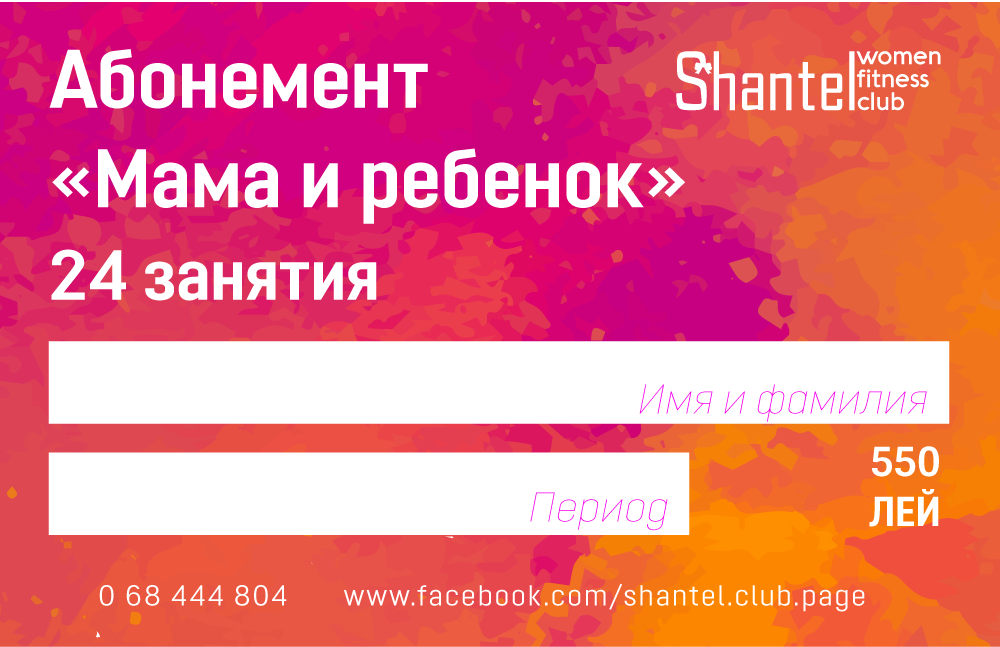 Абонемент
Shantel women fitness club
«Мама и ребенок»
24 занятия
Имя и фамилия
Период
550
ЛЕЙ
0 68 444 804
www.facebook.com/shantel.club.page